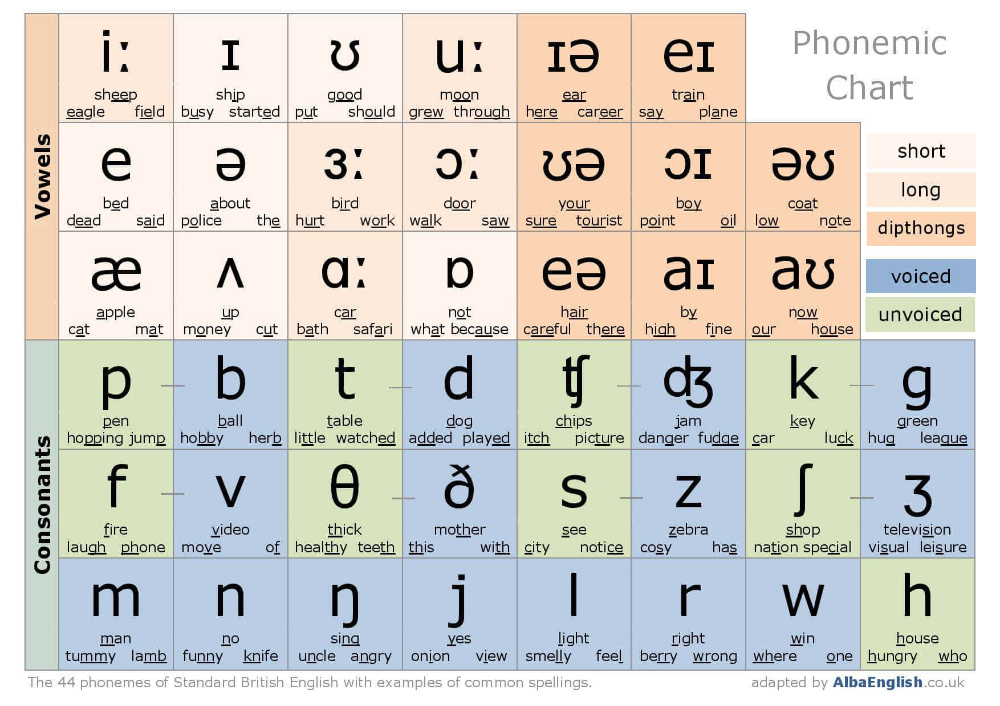 Phonemic
Chart
Vowels
iː ɪ ʊ uː ɪə eɪ
sheep ship good moon ear train
eagle field busy started put should grew through here career say plane
e ə ɜː ɔː ʊə ɔɪ əʊ
bed about bird door your boy coat
dead said police the hurt work walk saw sure tourist point oil low note
æ ʌ ɑː ɒ eə aɪ aʊ
apple up car not hair by now
cat mat money cut bath safari what because careful there high fine our house
short
long
dipthongs
voiced
unvoiced
Consonants
p b t d ʧ ʤ k g
pen ball table dog chips jam key green
hopping jump hobby herb little watched added played itch picture danger fudge car luck hug league
f v θ ð s z ʃ ʒ
fire video thick mother see zebra shop television
laugh phone move of healthy teeth this with city notice cosy has nation special visual leisure
m n ŋ j l r w h
man no sing yes light right win house
tummy lamb funny knife uncle angry onion view smelly feel berry wrong where one hungry who
The 44 phonemes of Standard British English with examples of common spellings.
adapted by AlbaEnglish.co.uk